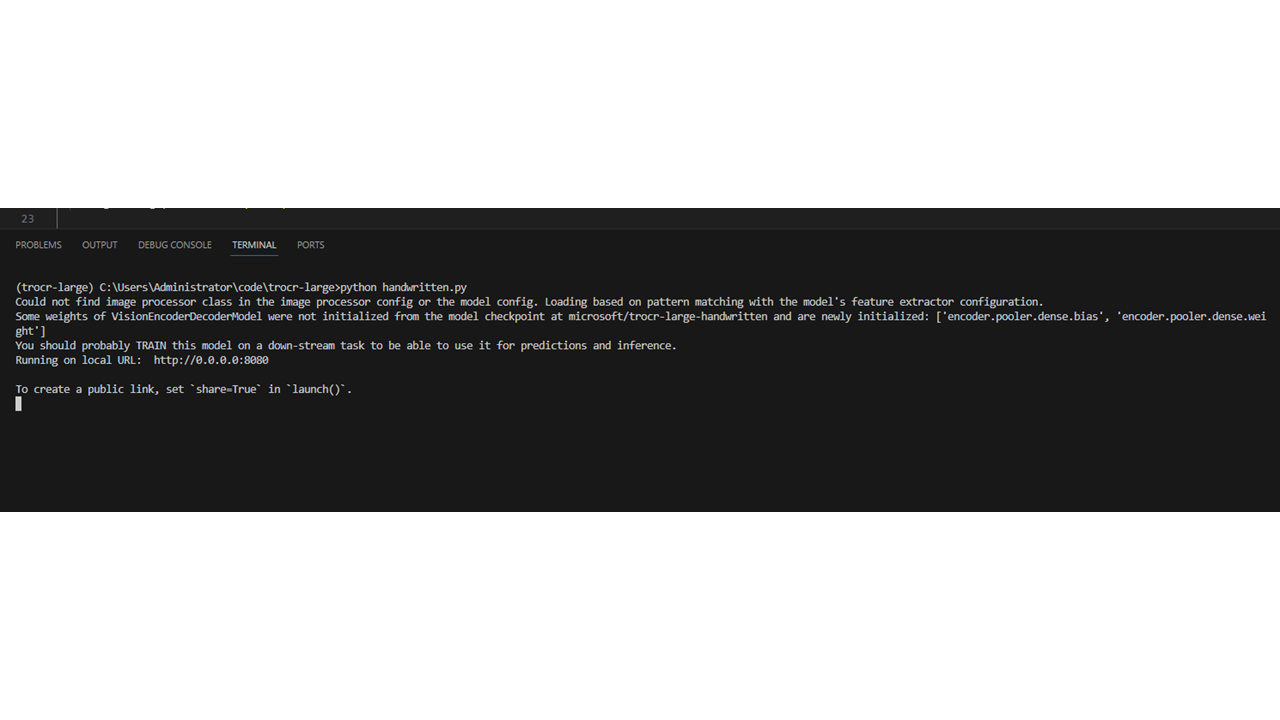 23
PROBLEMS OUTPUT DEBUG CONSOLE TERMINAL PORTS
(trocr-large) C:\Users\Administrator\code\trocr-large>python handwritten.py
Could not find image processor class in the image processor config or the model config. Loading based on pattern matching with the model's feature extractor configuration.
Some weights of VisionEncoderDecoderModel were not initialized from the model checkpoint at microsoft/trocr-large-handwritten and are newly initialized: ['encoder.pooler.dense.bias', 'encoder.pooler.dense.wei
ght']
You should probably TRAIN this model on a down-stream task to be able to use it for predictions and inference.
Running on local URL:  http://0.0.0.0:8080
To create a public link, set `share=True` in `launch()`.